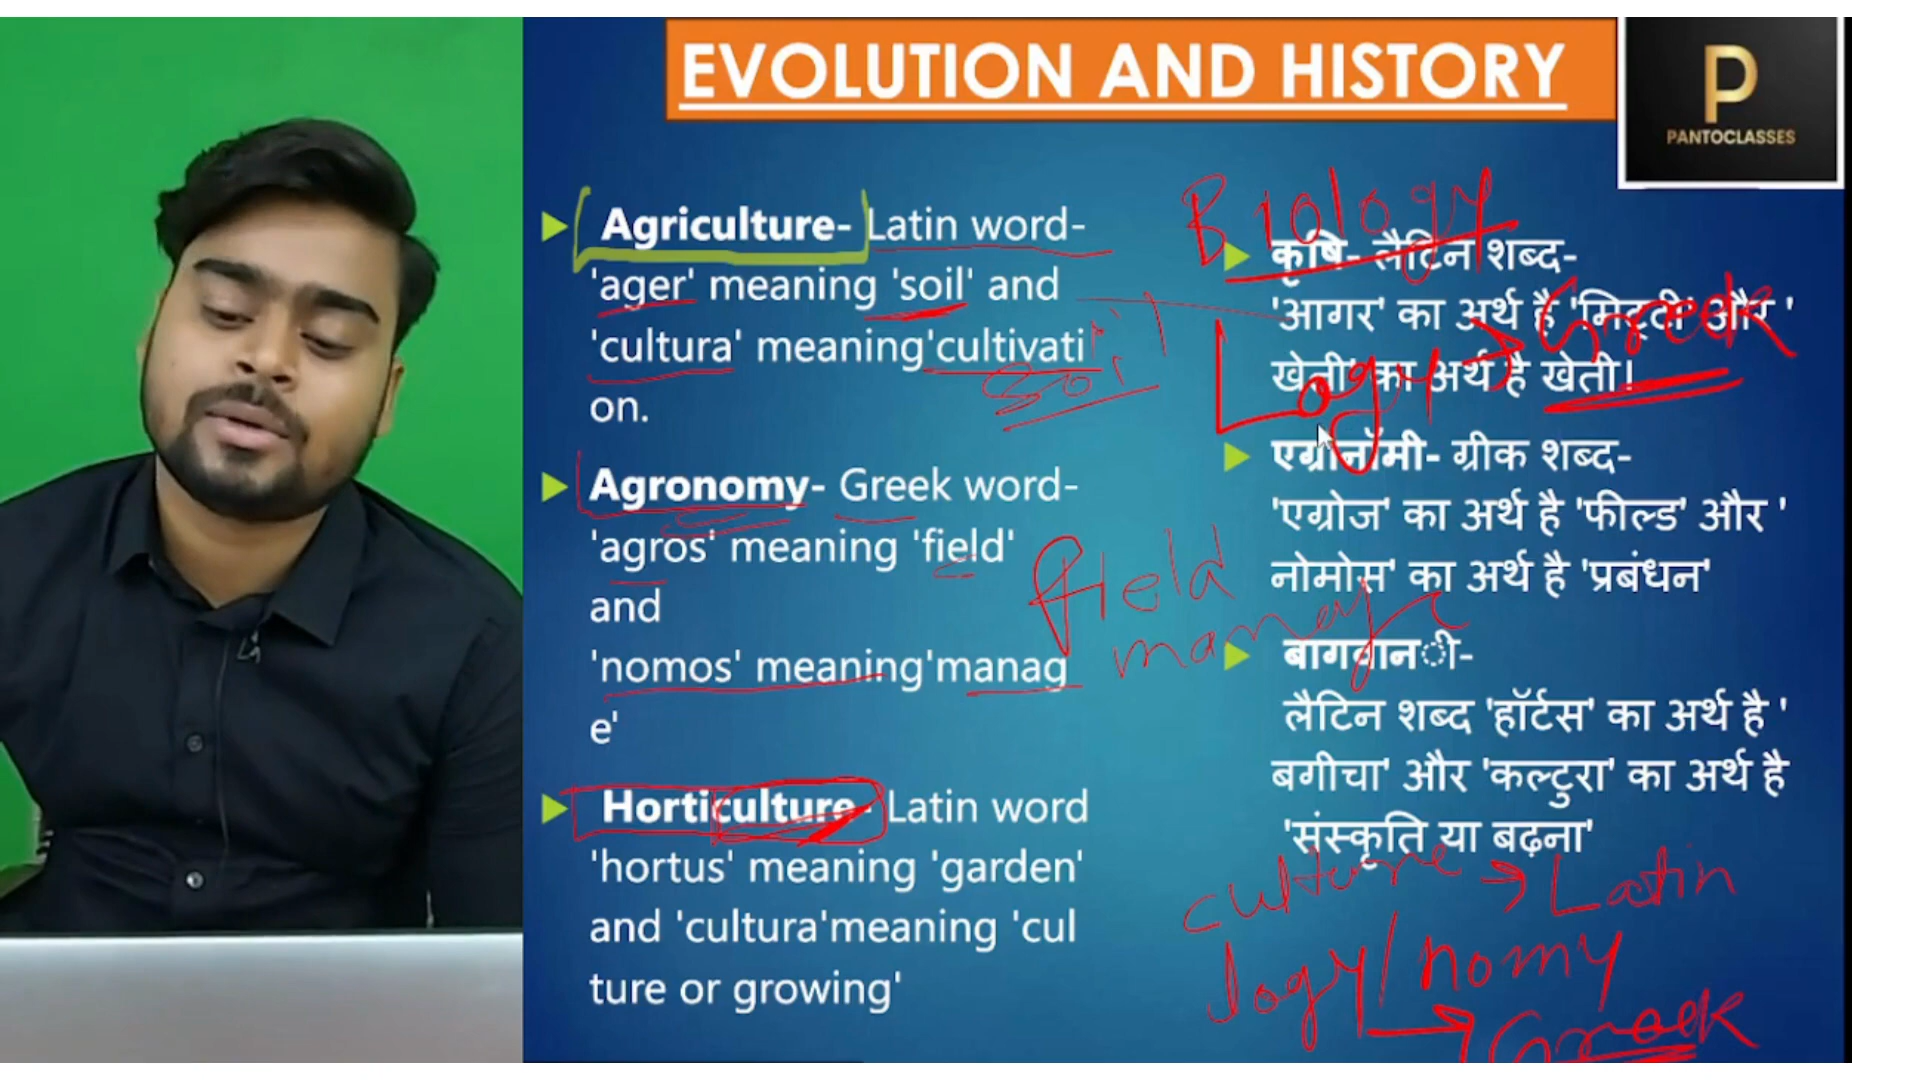 EVOLUTION AND HISTORY
P
PANTOCLASSES
Agriculture- Latin word-
'ager' meaning 'soil' and
'cultura' meaning'cultivati
on.
Soil
Agronomy- Greek word-
'agros' meaning 'field'
and
'nomos' meaning'manag
e'
Field
manage
Horticulture- Latin word
'hortus' meaning 'garden'
and 'cultura'meaning 'cul
ture or growing'
Biology
कृषि- लैटिन शब्द-
'आगर' का अर्थ है 'मिट्टी' और '
खेती' का अर्थ है खेती।
Logy → Greek
एग्रोनॉमी- ग्रीक शब्द-
'एग्रोज' का अर्थ है 'फील्ड' और '
नोमोस' का अर्थ है 'प्रबंधन'
बागवानी-
लैटिन शब्द 'हॉर्टस' का अर्थ है '
बगीचा' और 'कल्टुरा' का अर्थ है
'संस्कृति या बढ़ना'
culture → Latin
logy/nomy
→ Greek